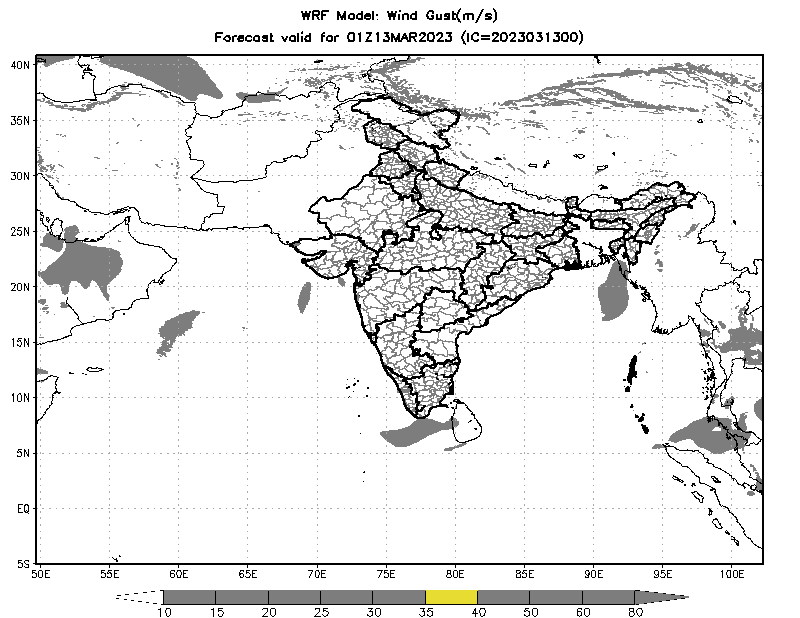 WRF Model: Wind Gust(m/s)
Forecast valid for 01Z13MAR2023 (IC=2023031300)
40N
35N
30N
25N
20N
15N
10N
5N
EQ
5S
50E 55E 60E 65E 70E 75E 80E 85E 90E 95E 100E
10 15 20 25 30 35 40 50 60 80